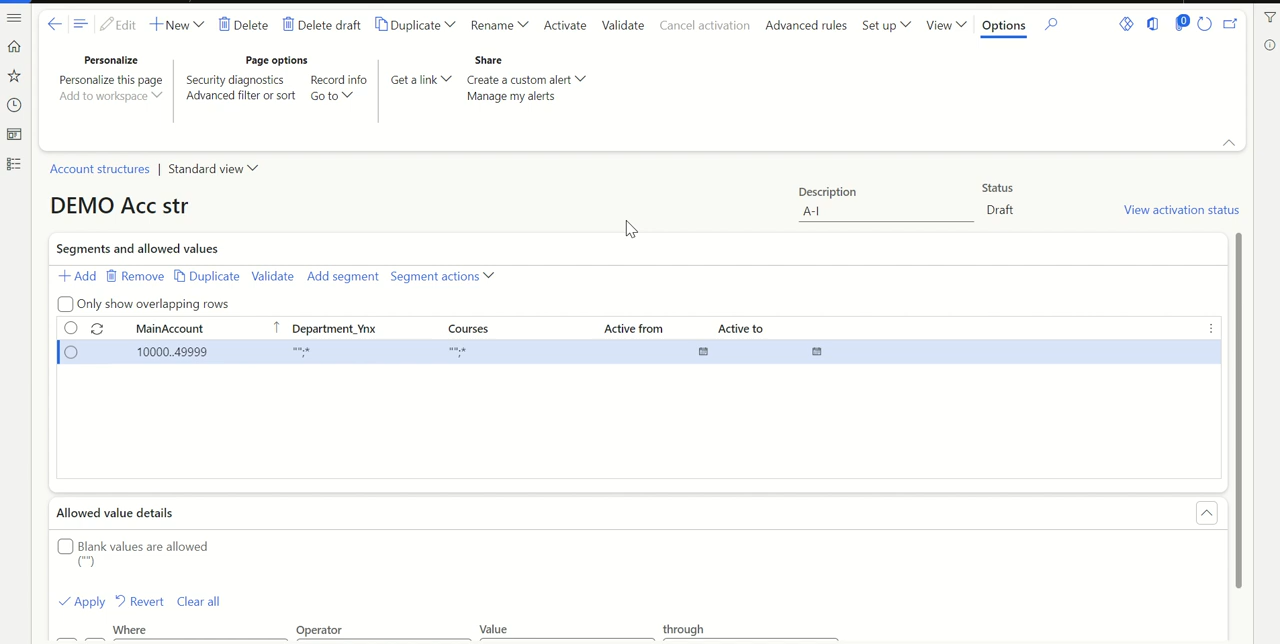 Edit New Delete Delete draft Duplicate Rename Activate Validate Cancel activation Advanced rules Set up View Options 0
Personalize Page options Share
Personalize this page Security diagnostics Record info Get a link Create a custom alert
Add to workspace Advanced filter or sort Go to Manage my alerts
Account structures | Standard view
DEMO Acc str
Description Status
A-I Draft View activation status
Segments and allowed values
Add Remove Duplicate Validate Add segment Segment actions
Only show overlapping rows
MainAccount Department_Ynx Courses Active from Active to
10000..49999 "";* "";*
Allowed value details
Blank values are allowed
("")
Apply Revert Clear all
Where Operator Value through